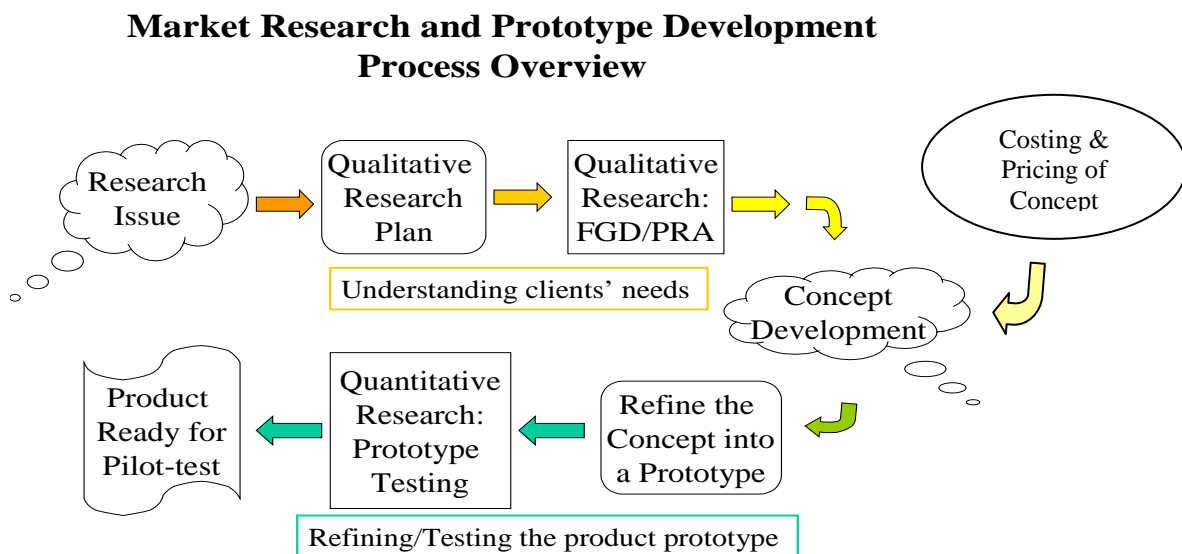 Market Research and Prototype Development
Process Overview
Research
Issue
Qualitative
Research
Plan
Qualitative
Research:
FGD/PRA
Costing &
Pricing of
Concept
Understanding clients’ needs
Concept
Development
Product
Ready for
Pilot-test
Quantitative
Research:
Prototype
Testing
Refine the
Concept into
a Prototype
Refining/Testing the product prototype